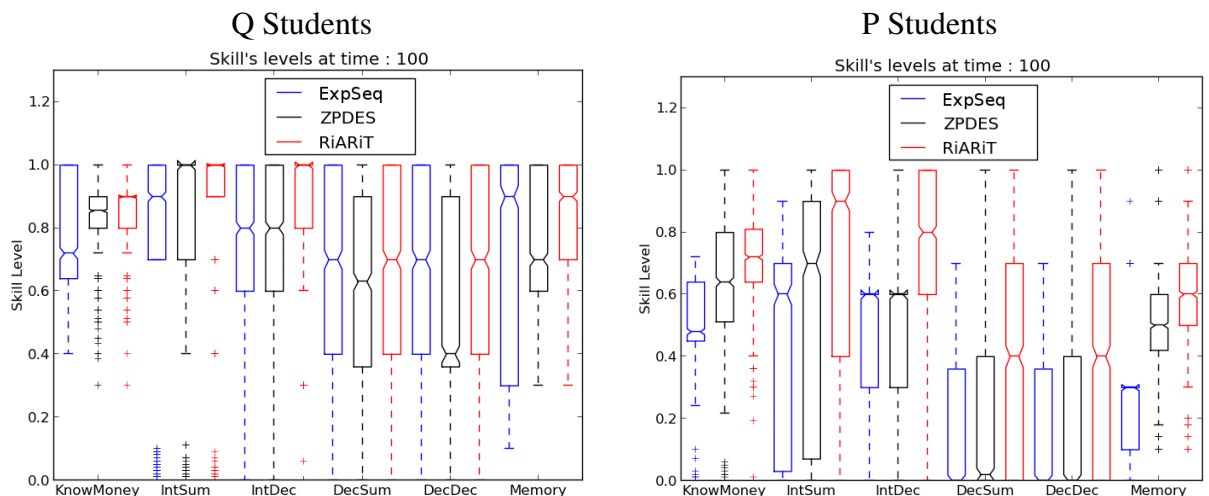 Q Students
Skill's levels at time : 100
ExpSeq
ZPDES
RiARiT
Skill Level
1.2
1.0
0.8
0.6
0.4
0.2
0.0
KnowMoney IntSum IntDec DecSum DecDec Memory
P Students
Skill's levels at time : 100
ExpSeq
ZPDES
RiARiT
Skill Level
1.2
1.0
0.8
0.6
0.4
0.2
0.0
KnowMoney IntSum IntDec DecSum DecDec Memory